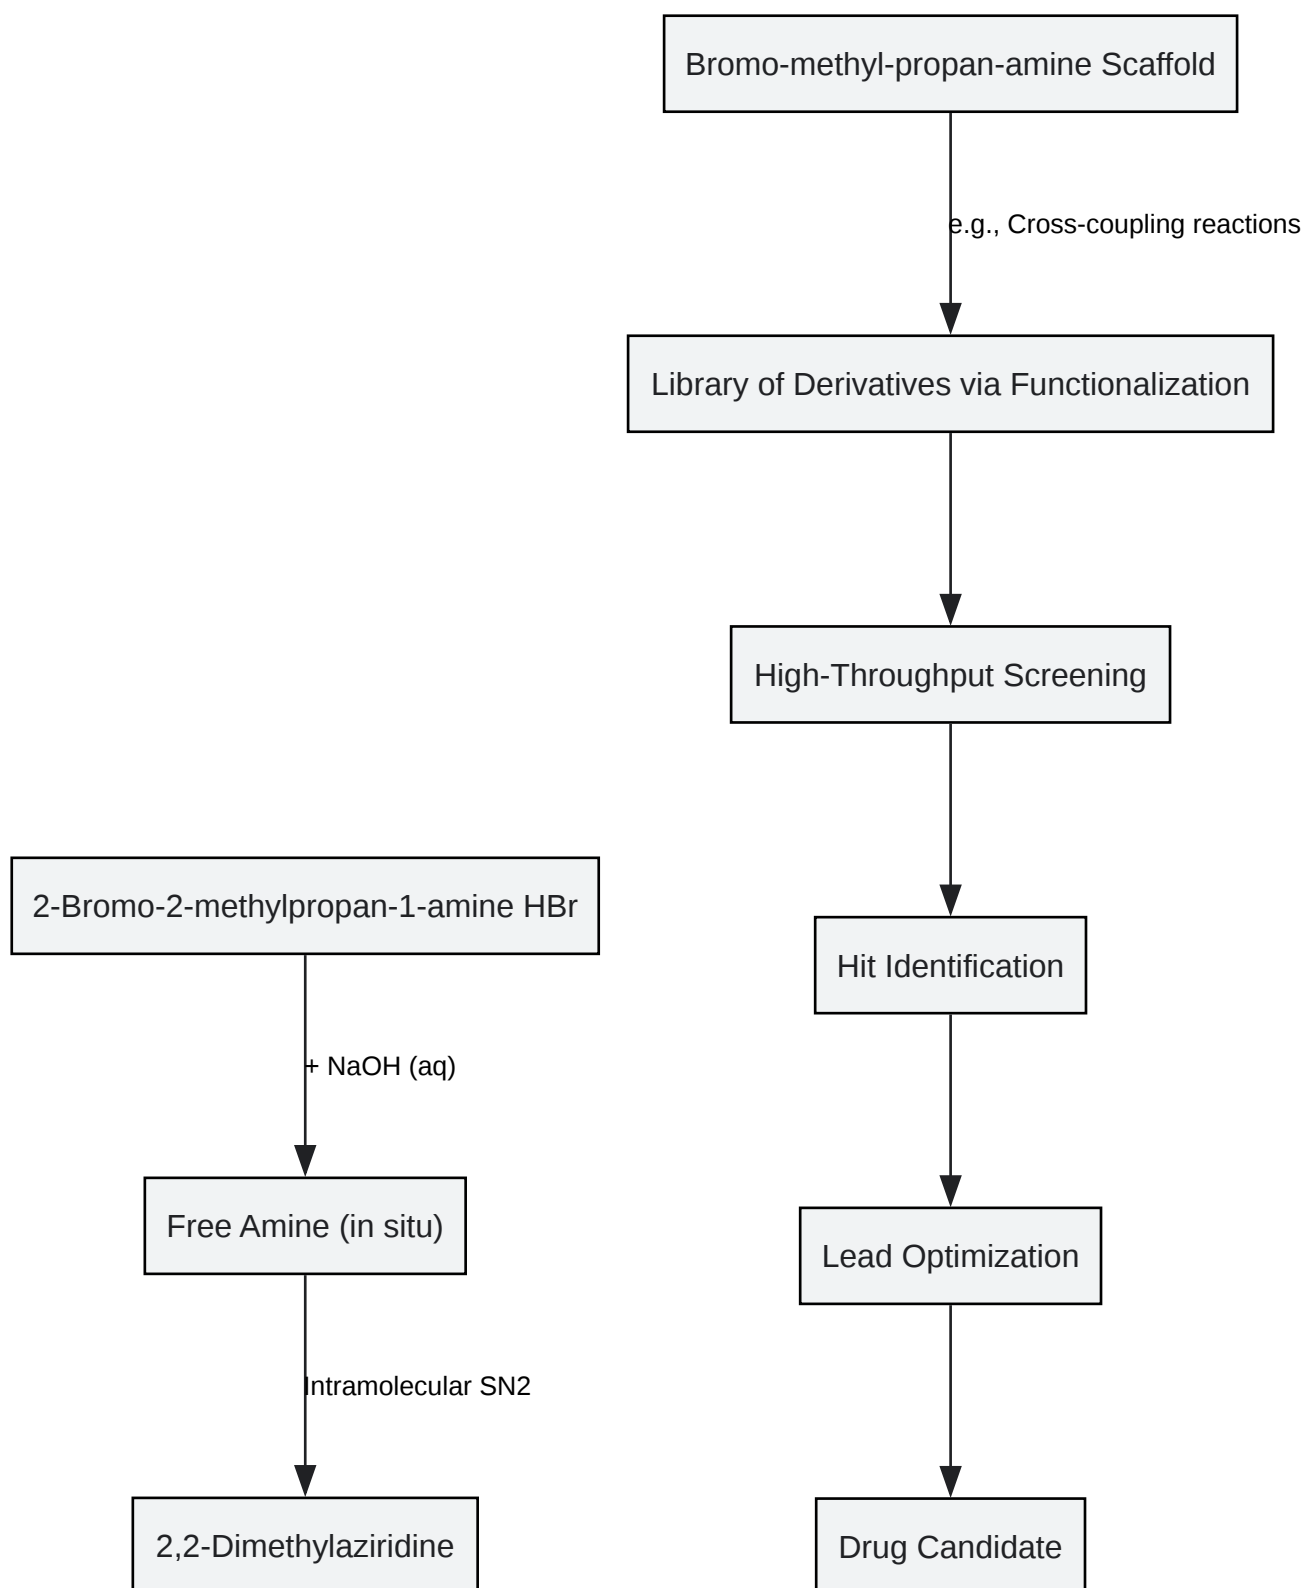 Bromo-methyl-propan-amine Scaffold
e.g., Cross-coupling reactions
Library of Derivatives via Functionalization
High-Throughput Screening
Hit Identification
Lead Optimization
Drug Candidate
2-Bromo-2-methylpropan-1-amine HBr
+ NaOH (aq)
Free Amine (in situ)
Intramolecular SN2
2,2-Dimethylaziridine